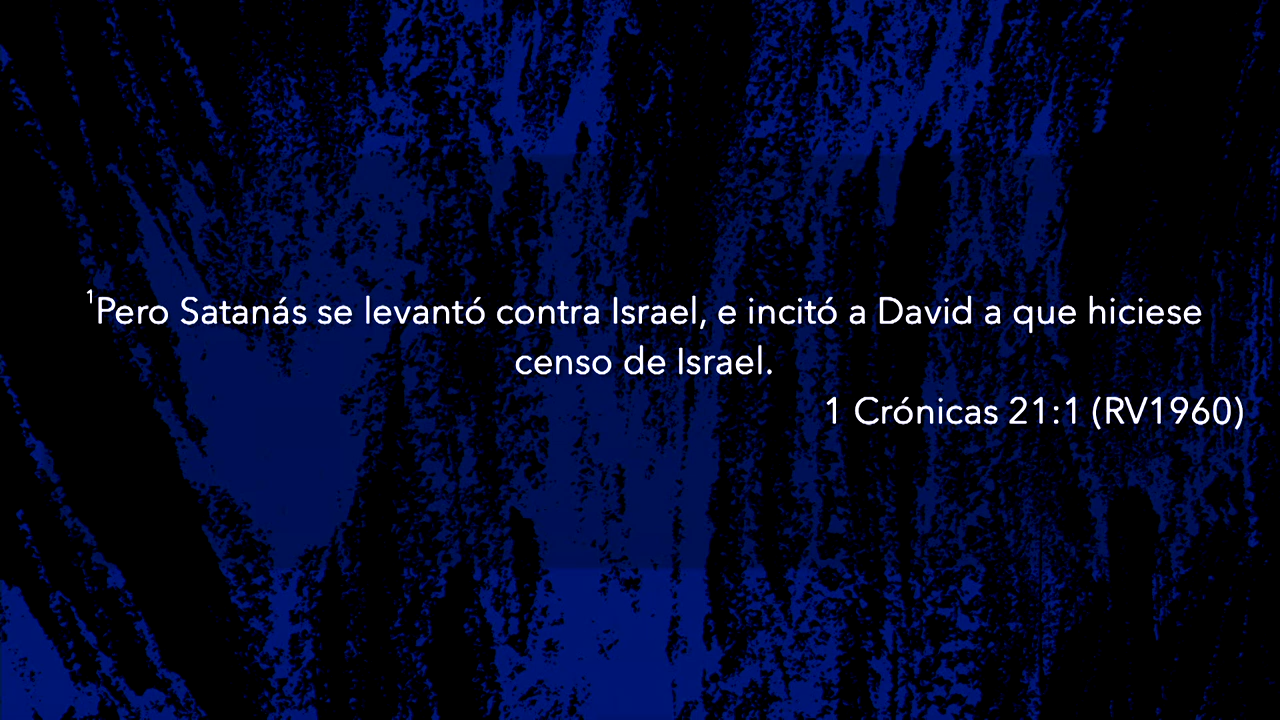 ¹Pero Satanás se levantó contra Israel, e incitó a David a que hiciese
censo de Israel.
1 Crónicas 21:1 (RV1960)